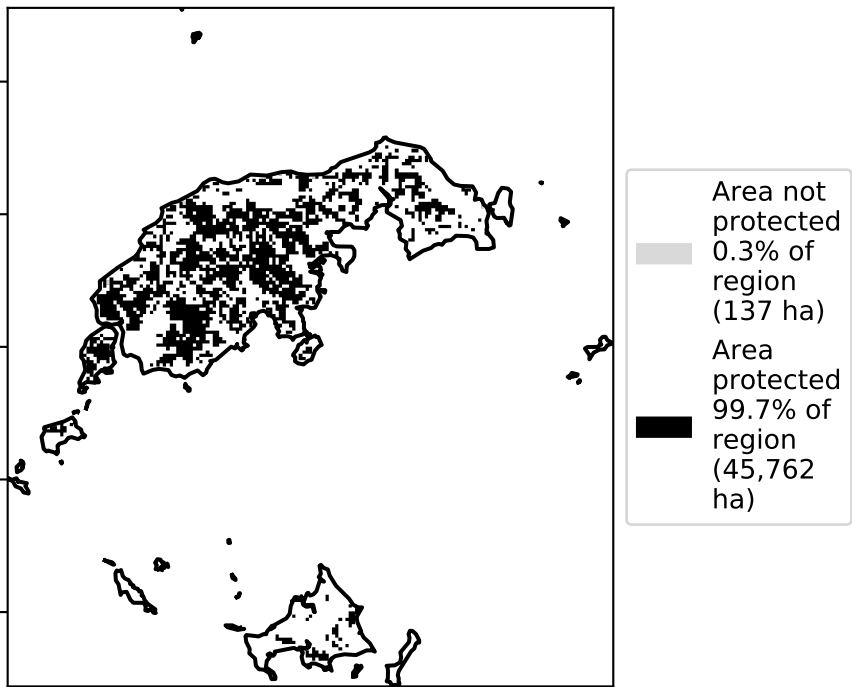 Area not
protected
0.3% of
region
(137 ha)
Area
protected
99.7% of
region
(45,762
ha)